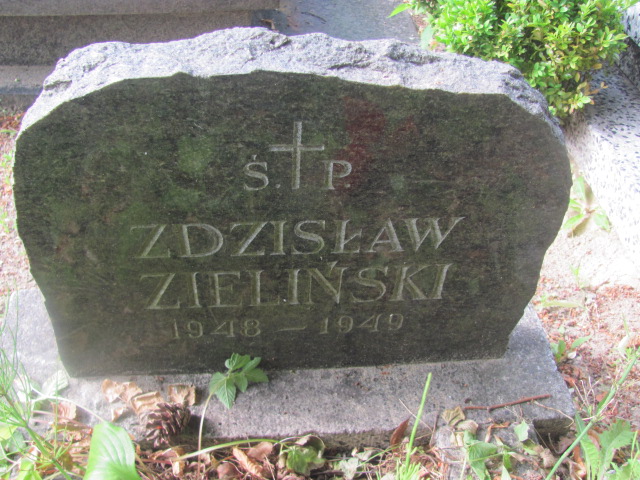 Ś. P.
ZDZISŁAW
ZIELIŃSKI
1948 – 1949